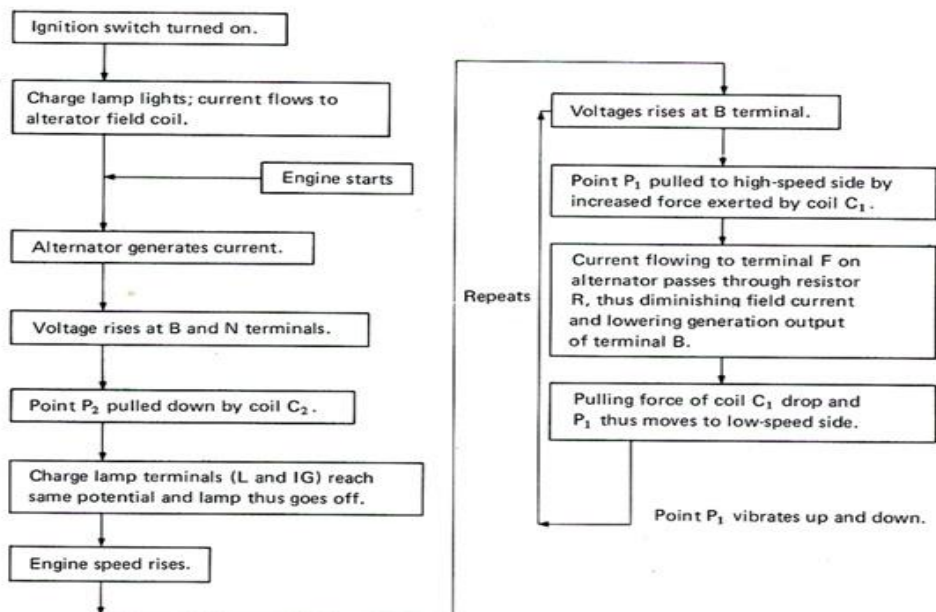 Ignition switch turned on.
Charge lamp lights; current flows to
alterator field coil.
Engine starts
Alternator generates current.
Voltage rises at B and N terminals.
Point P₂ pulled down by coil C₂.
Charge lamp terminals (L and IG) reach
same potential and lamp thus goes off.
Engine speed rises.
Voltages rises at B terminal.
Point P₁ pulled to high-speed side by
increased force exerted by coil C₁.
Current flowing to terminal F on
alternator passes through resistor
R, thus diminishing field current
and lowering generation output
of terminal B.
Repeats
Pulling force of coil C₁ drop and
P₁ thus moves to low-speed side.
Point P₁ vibrates up and down.